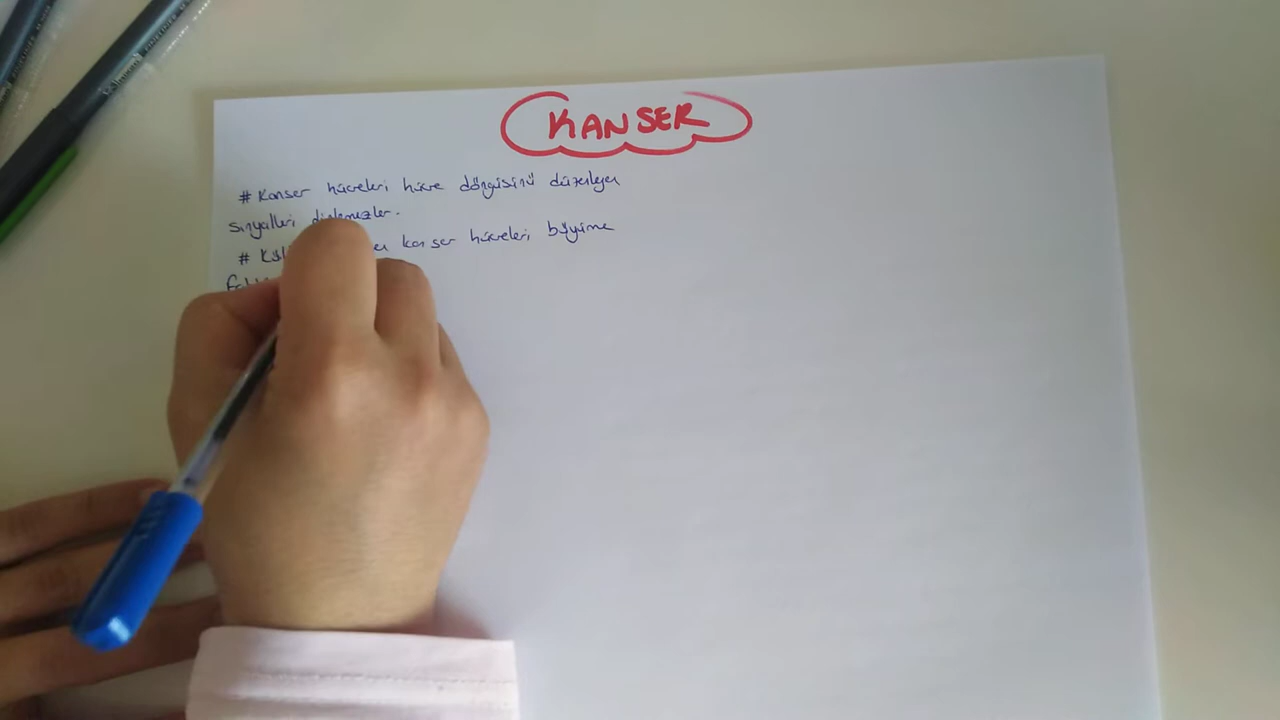 KANSER
# Kanser hücreleri hücre döngüsünü düzenleyen
sinyalleri dinlemezler.
# kanser hücreleri, büyüme